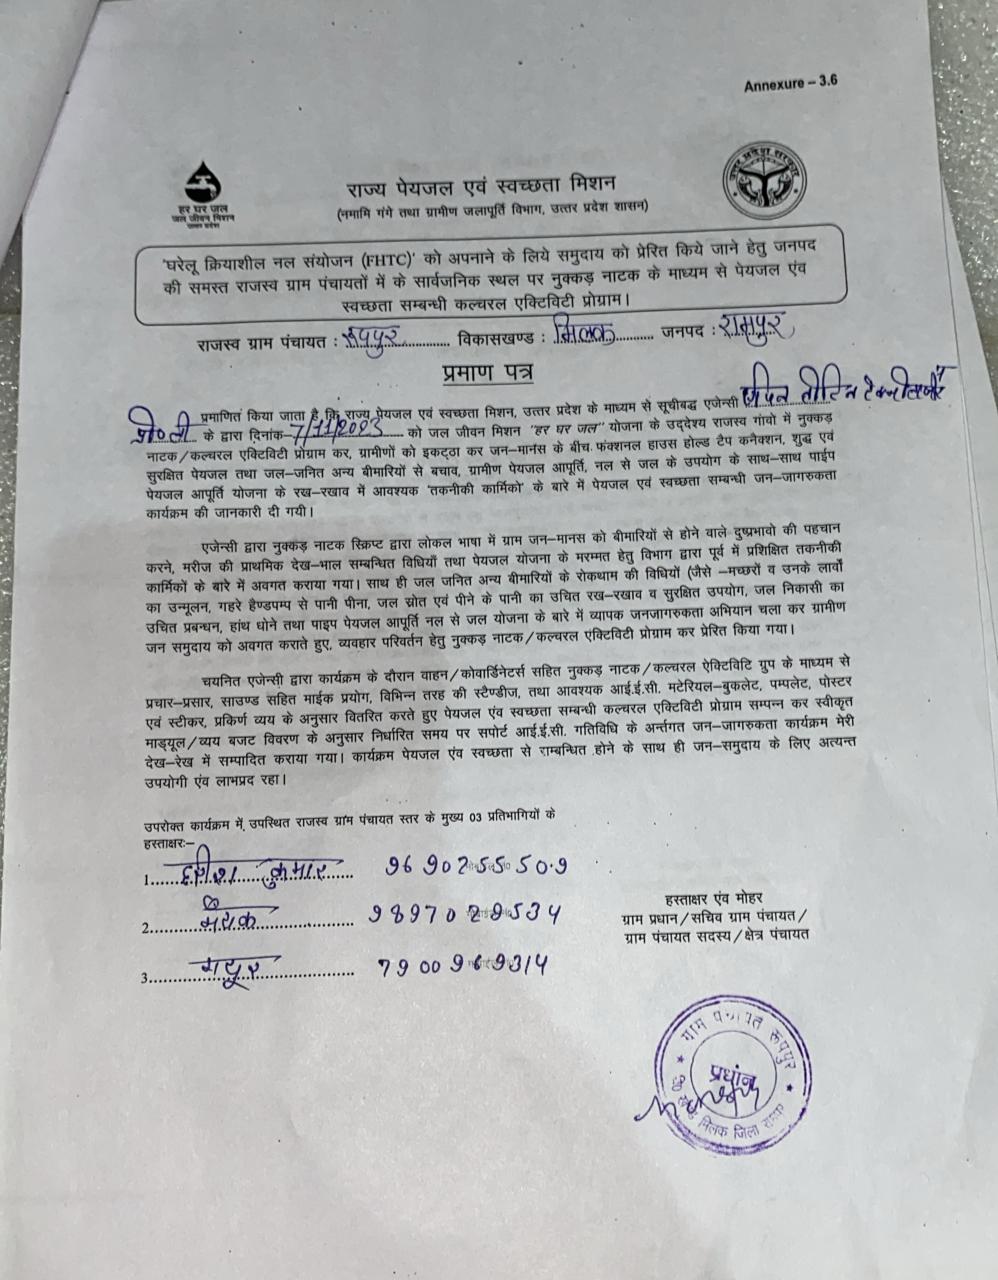 Annexure – 3.6
हर घर जल
जल जीवन मिशन
उत्तर प्रदेश
उत्तर प्रदेश सरकार
राज्य पेयजल एवं स्वच्छता मिशन
(नमामि गंगे तथा ग्रामीण जलापूर्ति विभाग, उत्तर प्रदेश शासन)
'घरेलू क्रियाशील नल संयोजन (FHTC)' को अपनाने के लिये समुदाय को प्रेरित किये जाने हेतु जनपद
की समस्त राजस्व ग्राम पंचायतों में के सार्वजनिक स्थल पर नुक्कड़ नाटक के माध्यम से पेयजल एंव
स्वच्छता सम्बन्धी कल्चरल एक्टिविटी प्रोग्राम।
राजस्व ग्राम पंचायत : रूपपुर विकासखण्ड : मिलक जनपद : रामपुर
प्रमाण पत्र
प्रमाणित किया जाता है कि राज्य पेयजल एवं स्वच्छता मिशन, उत्तर प्रदेश के माध्यम से सूचीबद्ध एजेन्सी
के द्वारा दिनांक-7/11/2023 को जल जीवन मिशन "हर घर जल" योजना के उद्देश्य राजस्व गांवो में नुक्कड़
नाटक/कल्चरल एक्टिविटी प्रोग्राम कर, ग्रामीणों को इकट्ठा कर जन–मानंस के बीच फंक्शनल हाउस होल्ड टैप कनैक्शन, शुद्ध एवं
सुरक्षित पेयजल तथा जल–जनित अन्य बीमारियों से बचाव, ग्रामीण पेयजल आपूर्ति, नल से जल के उपयोग के साथ–साथ पाईप
पेयजल आपूर्ति योजना के रख–रखाव में आवश्यक 'तकनीकी कार्मिको' के बारे में पेयजल एवं स्वच्छता सम्बन्धी जन–जागरुकता
कार्यक्रम की जानकारी दी गयी।
एजेन्सी द्वारा नुक्कड़ नाटक स्क्रिप्ट द्वारा लोकल भाषा में ग्राम जन–मानस को बीमारियों से होने वाले दुष्प्रभावो की पहचान
करने, मरीज की प्राथमिक देख–भाल सम्बन्धित विधियाँ तथा पेयजल योजना के मरम्मत हेतु विभाग द्वारा पूर्व में प्रशिक्षित तकनीकी
कार्मिकों के बारे में अवगत कराया गया। साथ ही जल जनित अन्य बीमारियों के रोकथाम की विधियों (जैसे –मच्छरों व उनके लार्वा
का उन्मूलन, गहरे हैण्डपम्प से पानी पीना, जल स्रोत एवं पीने के पानी का उचित रख–रखाव व सुरक्षित उपयोग, जल निकासी का
उचित प्रबन्धन, हांथ धोने तथा पाइप पेयजल आपूर्ति नल से जल योजना के बारे में व्यापक जनजागरुकता अभियान चला कर ग्रामीण
जन समुदाय को अवगत कराते हुए, व्यवहार परिवर्तन हेतु नुक्कड़ नाटक/कल्चरल एक्टिविटी प्रोग्राम कर प्रेरित किया गया।
चयनित एजेन्सी द्वारा कार्यक्रम के दौरान वाहन/कोवार्डिनेटर्स सहित नुक्कड़ नाटक/कल्चरल ऐक्टिविटि ग्रुप के माध्यम से
प्रचार–प्रसार, साउण्ड सहित माईक प्रयोग, विभिन्न तरह की स्टैण्डीज, तथा आवश्यक आई.ई.सी. मटेरियल–बुकलेट, पम्पलेट, पोस्टर
एवं स्टीकर, प्रकिर्ण व्यय के अनुसार वितरित करते हुए पेयजल एंव स्वच्छता सम्बन्धी कल्चरल एक्टिविटी प्रोग्राम सम्पन्न कर स्वीकृत
माड्यूल/व्यय बजट विवरण के अनुसार निर्धारित समय पर सपोर्ट आई.ई.सी. गतिविधि के अर्न्तगत जन–जागरुकता कार्यक्रम मेरी
देख–रेख में सम्पादित कराया गया। कार्यक्रम पेयजल एंव स्वच्छता से सम्बन्धित होने के साथ ही जन–समुदाय के लिए अत्यन्त
उपयोगी एंव लाभप्रद रहा।
उपरोक्त कार्यक्रम में उपस्थित राजस्व ग्राम पंचायत स्तर के मुख्य 03 प्रतिभागियों के
हस्ताक्षरः–
1. हरीश कुमार 9690255509
2. मयंक 9897029534
3. मयूर 7900969314
हस्ताक्षर एंव मोहर
ग्राम प्रधान/सचिव ग्राम पंचायत/
ग्राम पंचायत सदस्य/क्षेत्र पंचायत
ग्राम पंचायत रूपपुर
प्रधान
मिलक जिला रामपुर